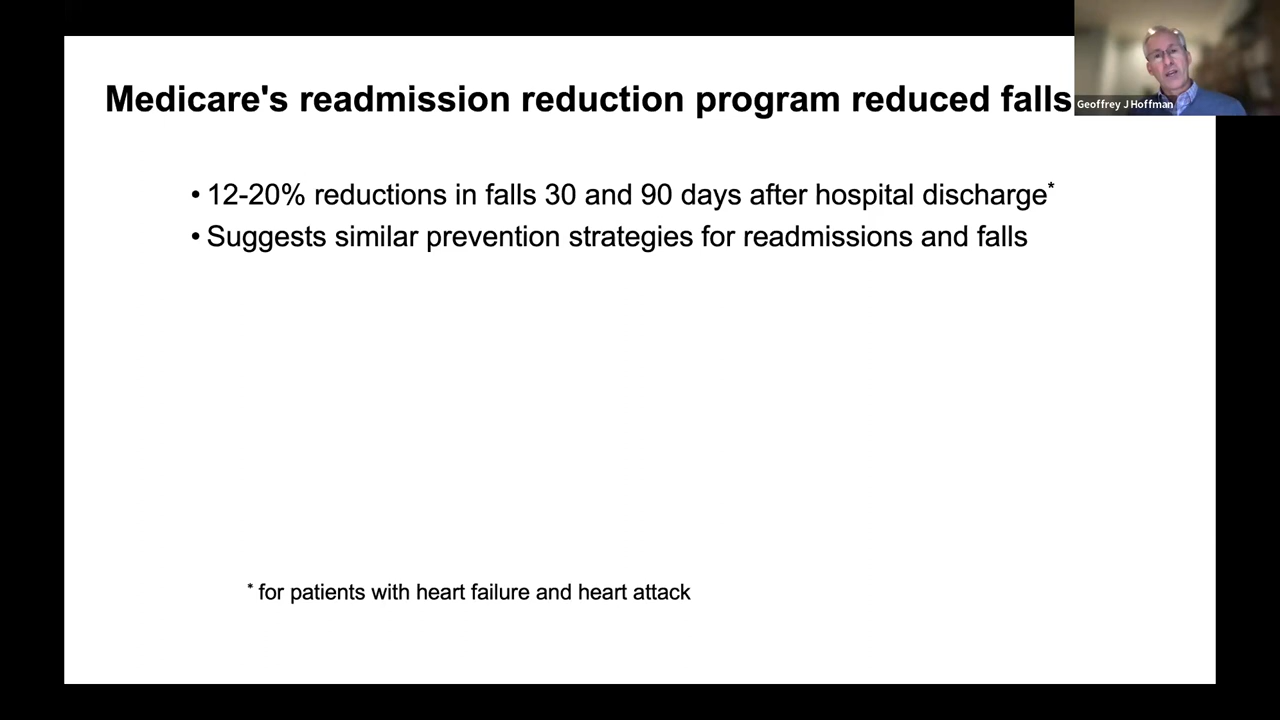 Medicare's readmission reduction program reduced falls
Geoffrey J Hoffman
• 12-20% reductions in falls 30 and 90 days after hospital discharge*
• Suggests similar prevention strategies for readmissions and falls
* for patients with heart failure and heart attack